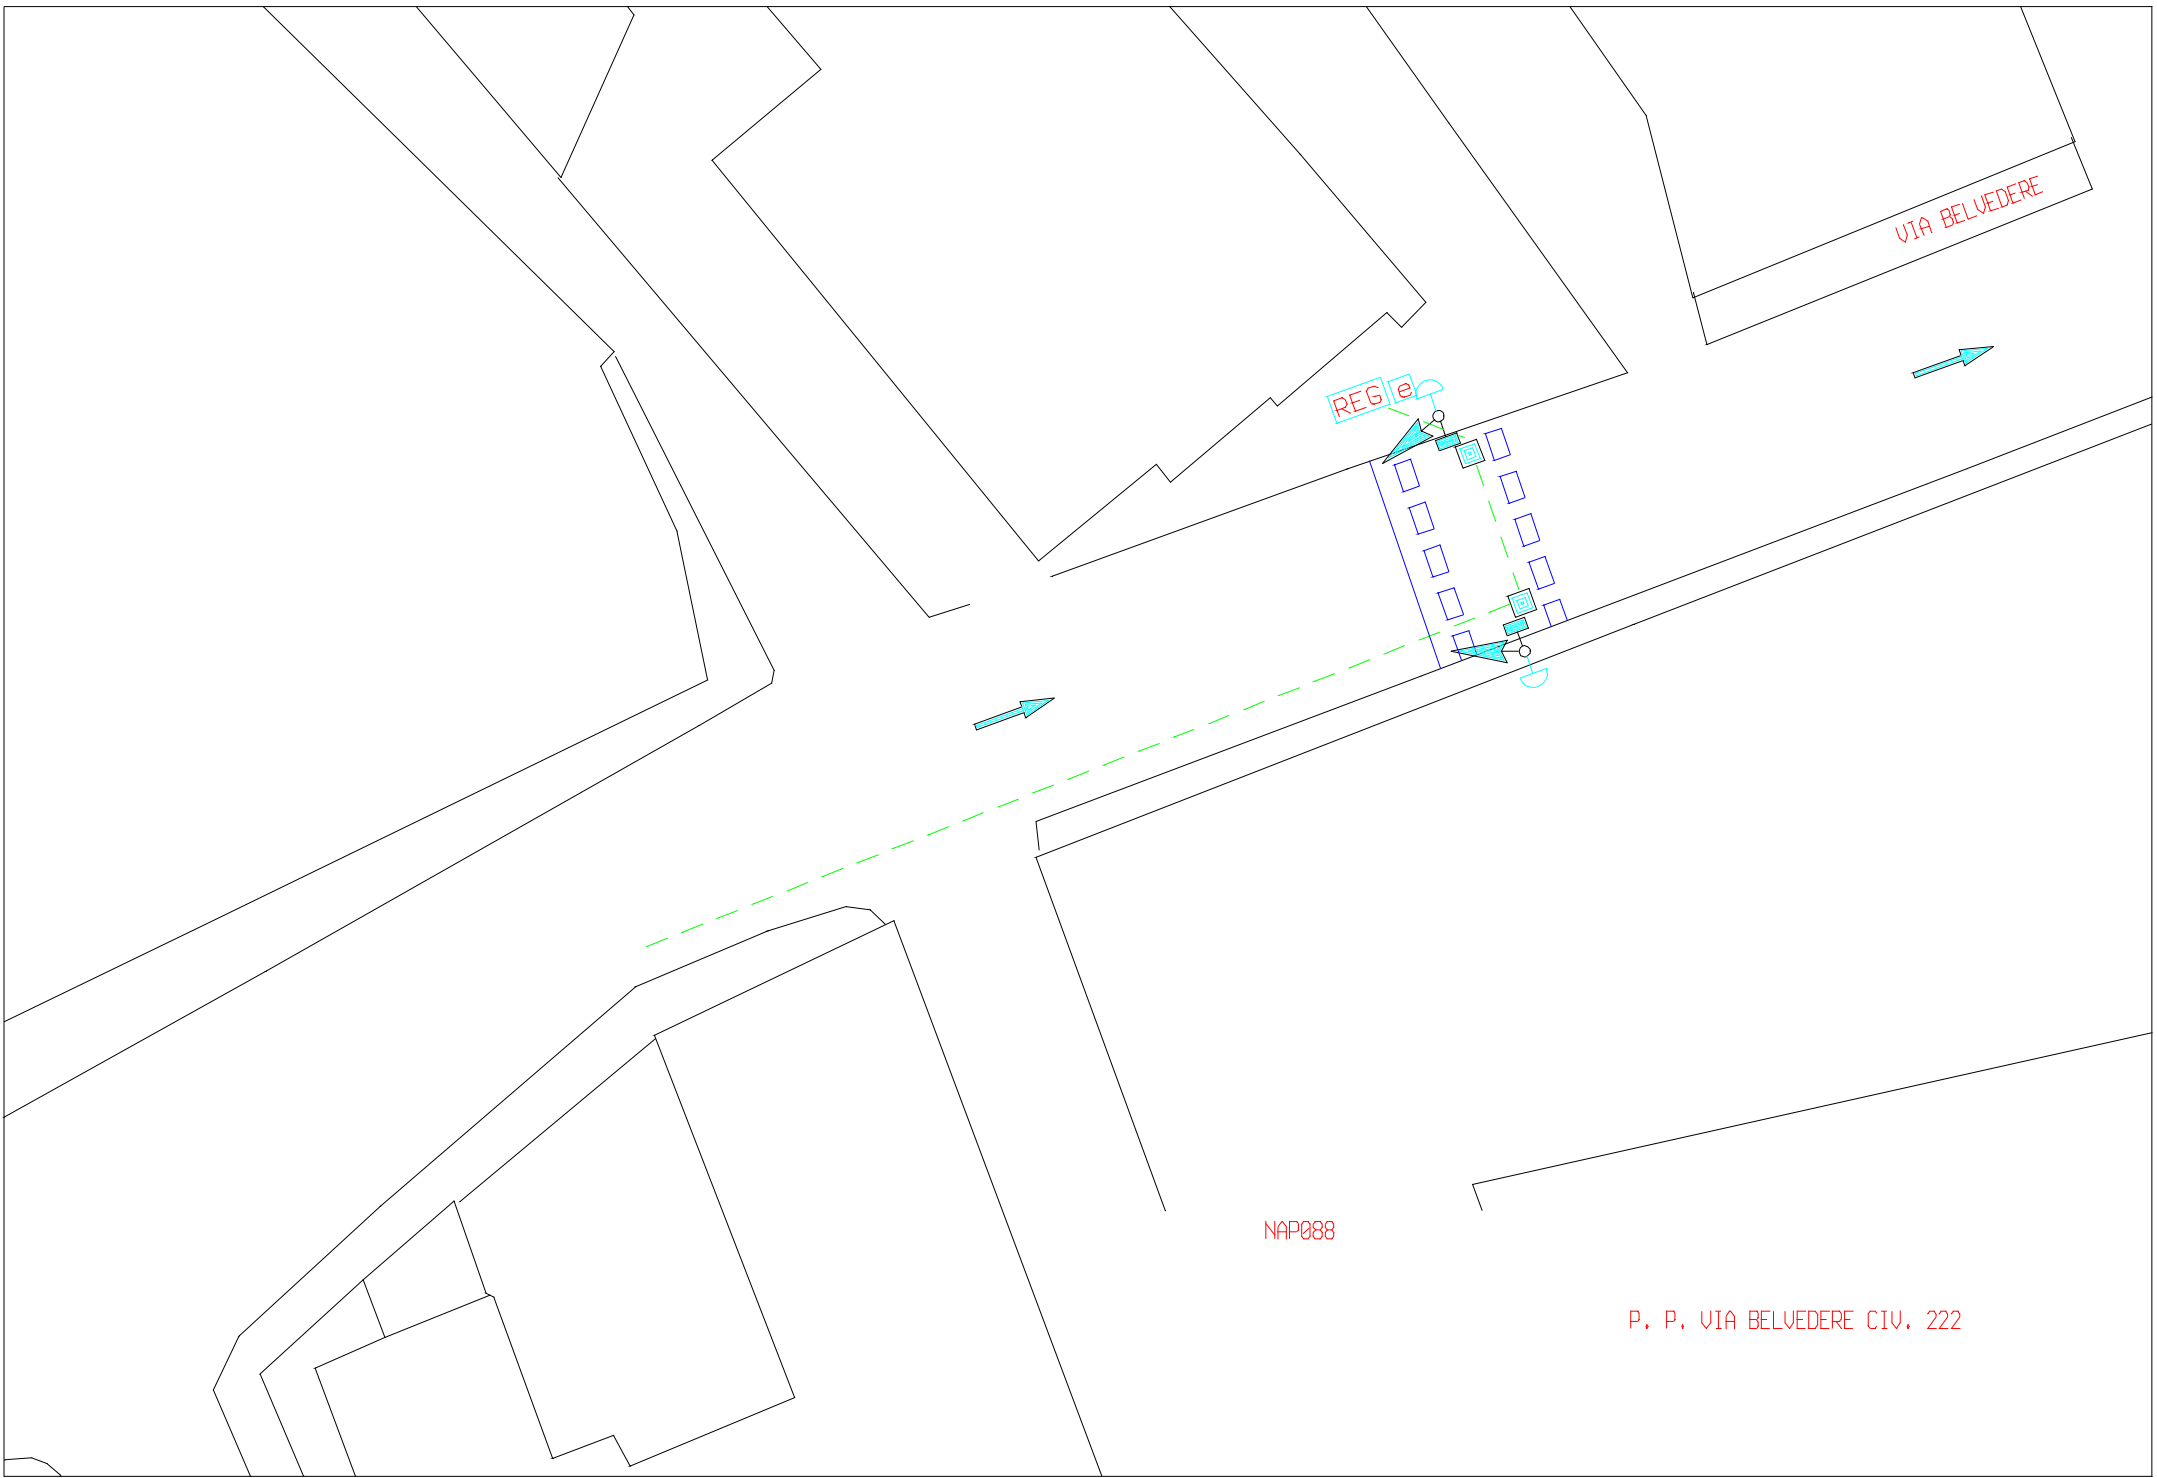 VIA BELVEDERE
REG e
NAP088
P. P. VIA BELVEDERE CIV. 222